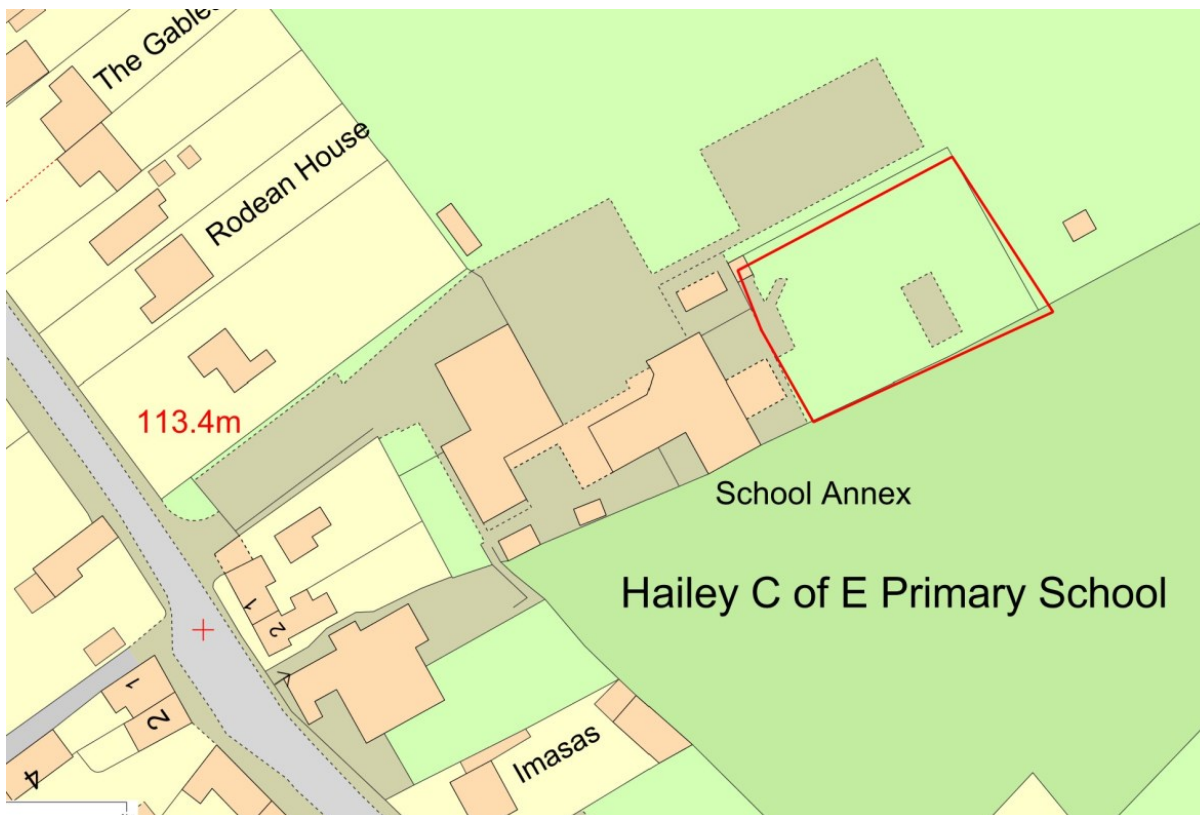 The Gables
Rodean House
113.4m
School Annex
Hailey C of E Primary School
1
2
1
2
4
Imasas